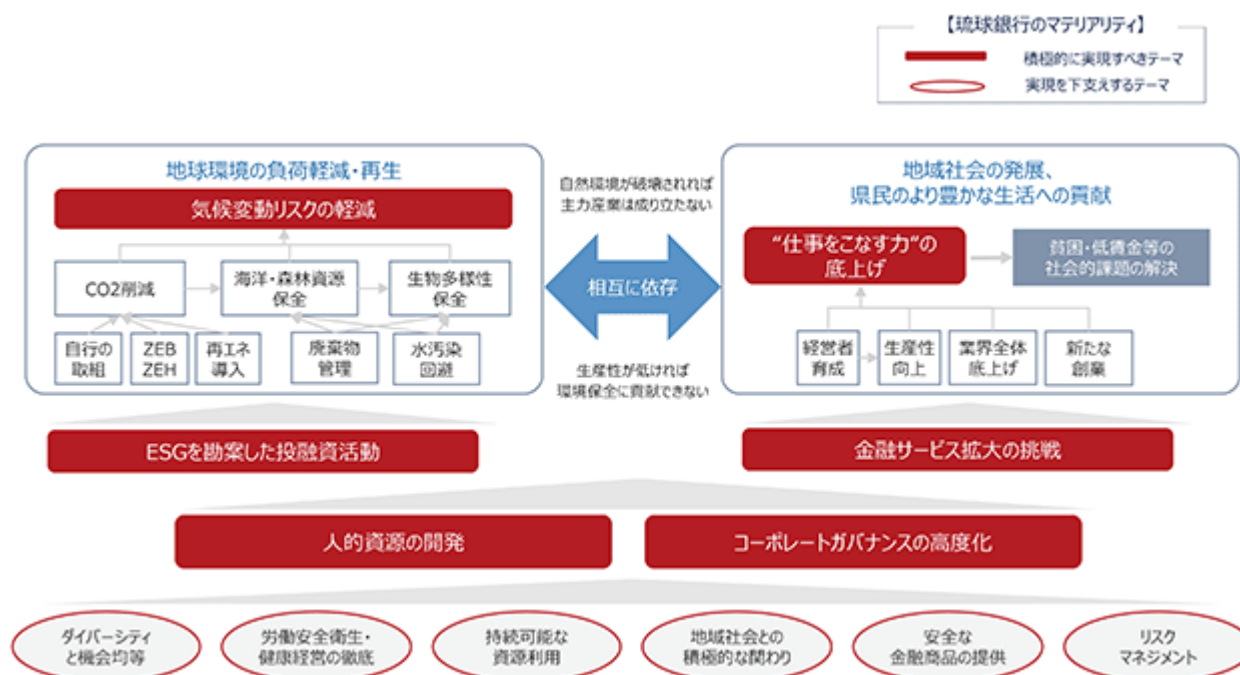 【琉球銀行のマテリアリティ】
積極的に実現すべきテーマ
実現を下支えするテーマ
地球環境の負荷軽減・再生
気候変動リスクの軽減
CO2削減
海洋・森林資源
保全
生物多様性
保全
自行の
取組
ZEB
ZEH
再エネ
導入
廃棄物
管理
水汚染
回避
自然環境が破壊されれば
主力産業は成り立たない
相互に依存
生産性が低ければ
環境保全に貢献できない
地域社会の発展、
県民のより豊かな生活への貢献
“仕事をこなす力”の
底上げ
貧困・低賃金等の
社会的課題の解決
経営者
育成
生産性
向上
業界全体
底上げ
新たな
創業
ESGを勘案した投融資活動
金融サービス拡大の挑戦
人的資源の開発
コーポレートガバナンスの高度化
ダイバーシティ
と機会均等
労働安全衛生・
健康経営の徹底
持続可能な
資源利用
地域社会との
積極的な関わり
安全な
金融商品の提供
リスク
マネジメント